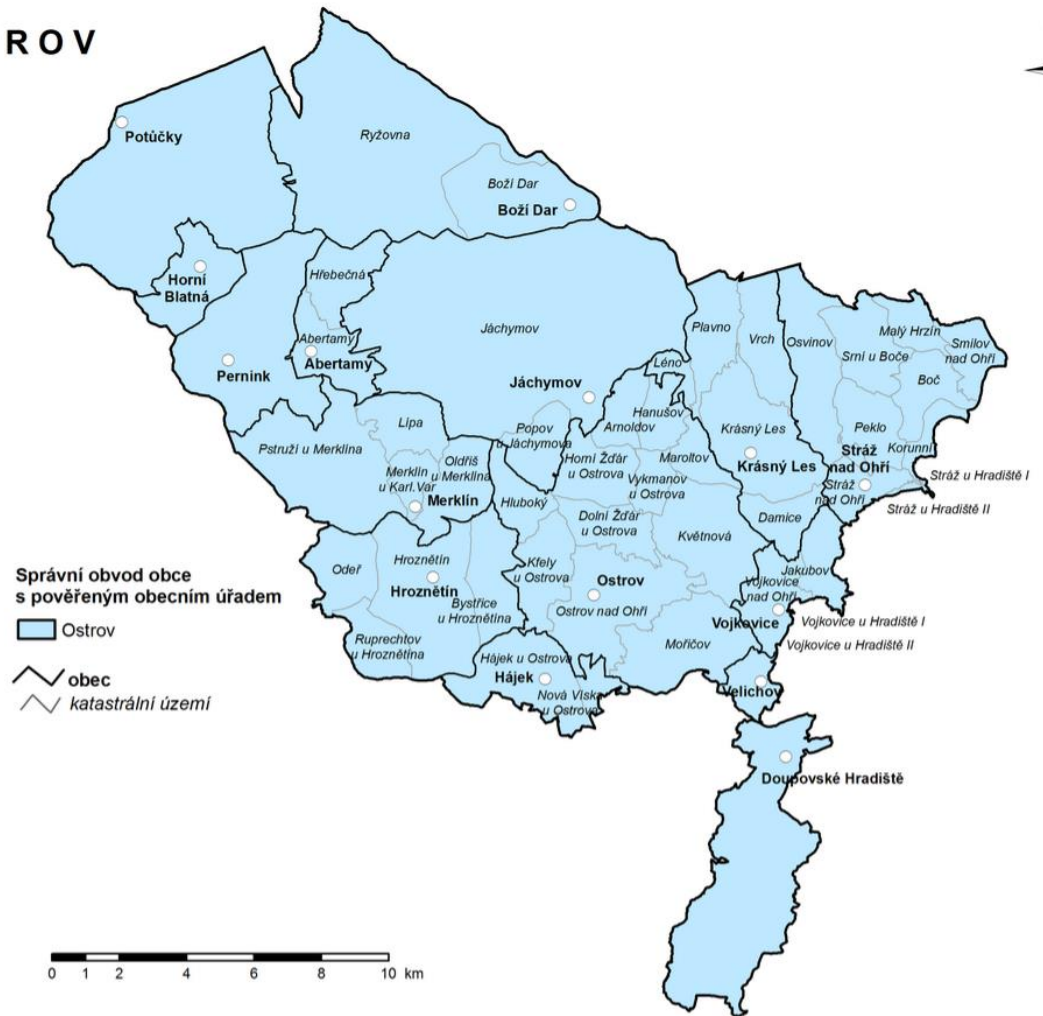 ROV
Potůčky
Ryžovna
Boží Dar
Boží Dar
Horní
Blatná
Hřebečná
Abertamy
Abertamy
Pernink
Jáchymov
Jáchymov
Plavno
Vrch
Osvinov
Malý Hrzín
Srní u Boče
Smilov
nad Ohří
Boč
Léno
Hanušov
Arnoldov
Popov
u Jáchymova
Lípa
Pstruží u Merklína
Oldříš
u Merklína
Merklín
u Karl.Var
Merklín
Hluboký
Horní Žďár
u Ostrova
Maroltov
Vykmanov
u Ostrova
Krásný Les
Krásný Les
Peklo
Korunní
Stráž
nad Ohří
Stráž
nad Ohří
Stráž u Hradiště I
Stráž u Hradiště II
Damice
Dolní Žďár
u Ostrova
Květnová
Kfely
u Ostrova
Ostrov
Ostrov nad Ohří
Jakubov
Vojkovice
nad Ohří
Vojkovice
Vojkovice u Hradiště I
Vojkovice u Hradiště II
Odeř
Hroznětín
Hroznětín
Bystřice
u Hroznětína
Ruprechtov
u Hroznětína
Mořičov
Hájek u Ostrova
Hájek
Nová Víska
u Ostrova
Velichov
Doupovské Hradiště
Správní obvod obce
s pověřeným obecním úřadem
Ostrov
obec
katastrální území
0 1 2 4 6 8 10 km